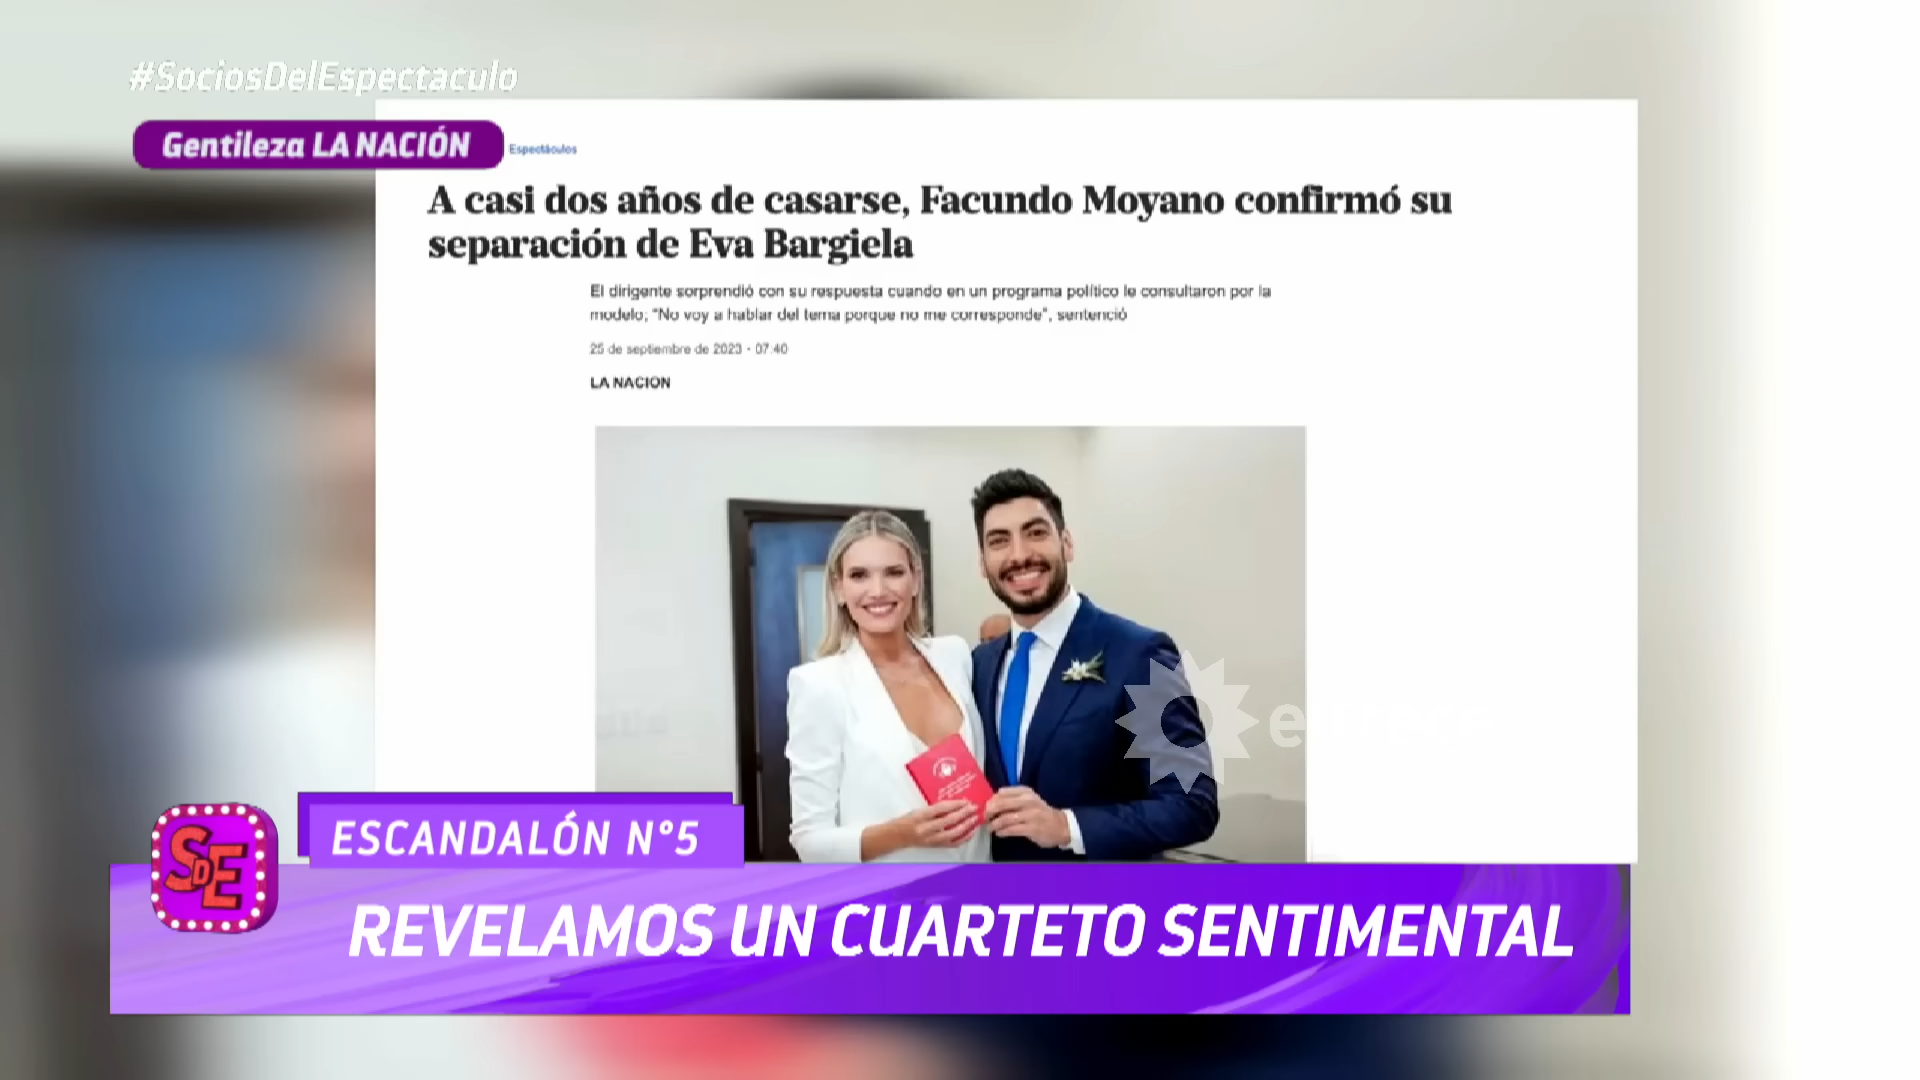 #SociosDelEspectaculo
Gentileza LA NACIÓN
Espectáculos
A casi dos años de casarse, Facundo Moyano confirmó su
separación de Eva Bargiela
El dirigente sorprendió con su respuesta cuando en un programa político le consultaron por la
modelo; "No voy a hablar del tema porque no me corresponde", sentenció
25 de septiembre de 2023 • 07:40
LA NACION
SDE
ESCANDALÓN N°5
REVELAMOS UN CUARTETO SENTIMENTAL